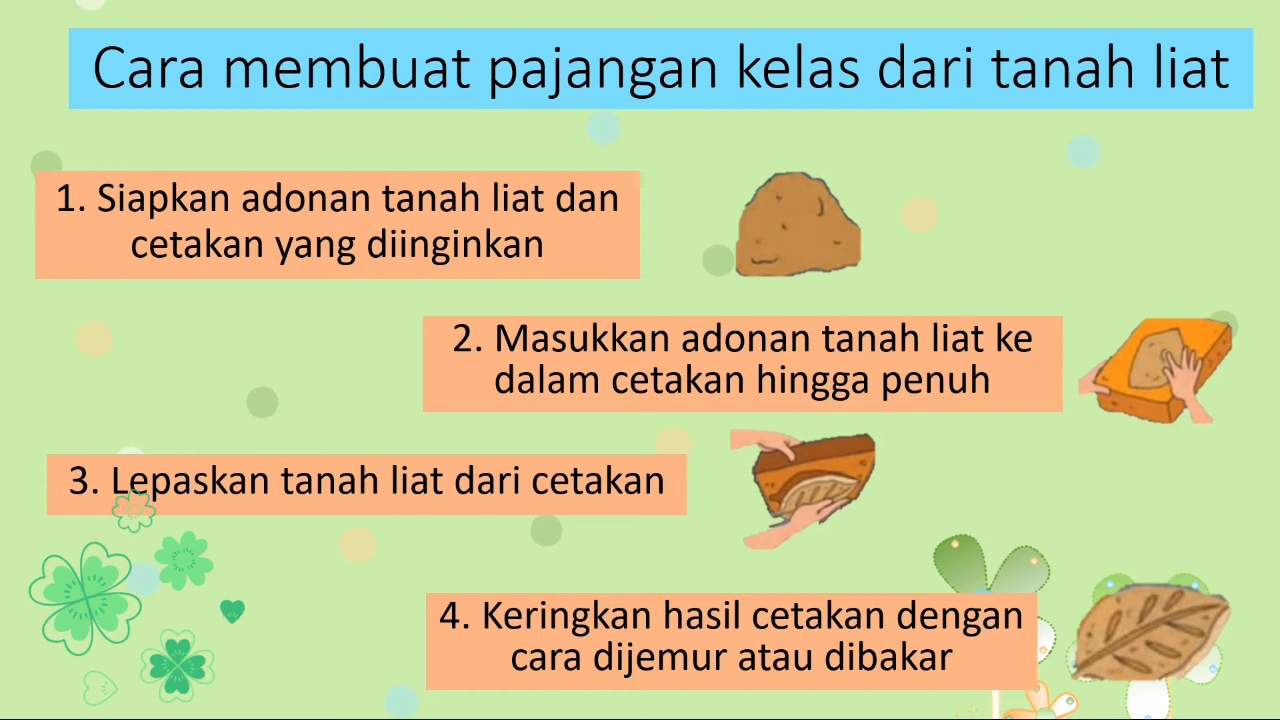 Cara membuat pajangan kelas dari tanah liat
1. Siapkan adonan tanah liat dan
cetakan yang diinginkan
2. Masukkan adonan tanah liat ke
dalam cetakan hingga penuh
3. Lepaskan tanah liat dari cetakan
4. Keringkan hasil cetakan dengan
cara dijemur atau dibakar